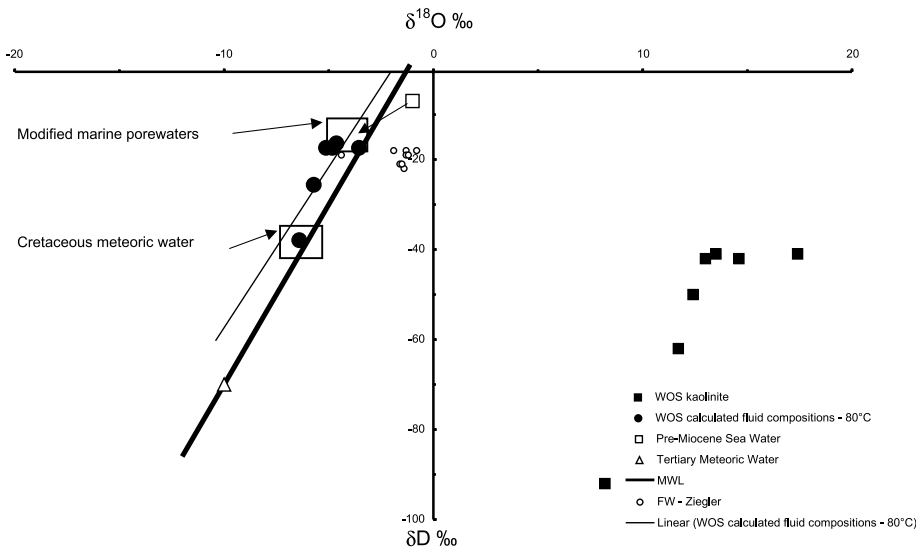 δ¹⁸O ‰
-20 -10 0 10 20
Modified marine porewaters
-20
Cretaceous meteoric water
-40
-60
WOS kaolinite
WOS calculated fluid compositions - 80°C
Pre-Miocene Sea Water
-80
Tertiary Meteoric Water
MWL
FW - Ziegler
-100
Linear (WOS calculated fluid compositions - 80°C)
δD ‰